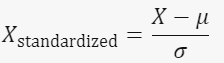 X_standardized = (X − μ) / σ